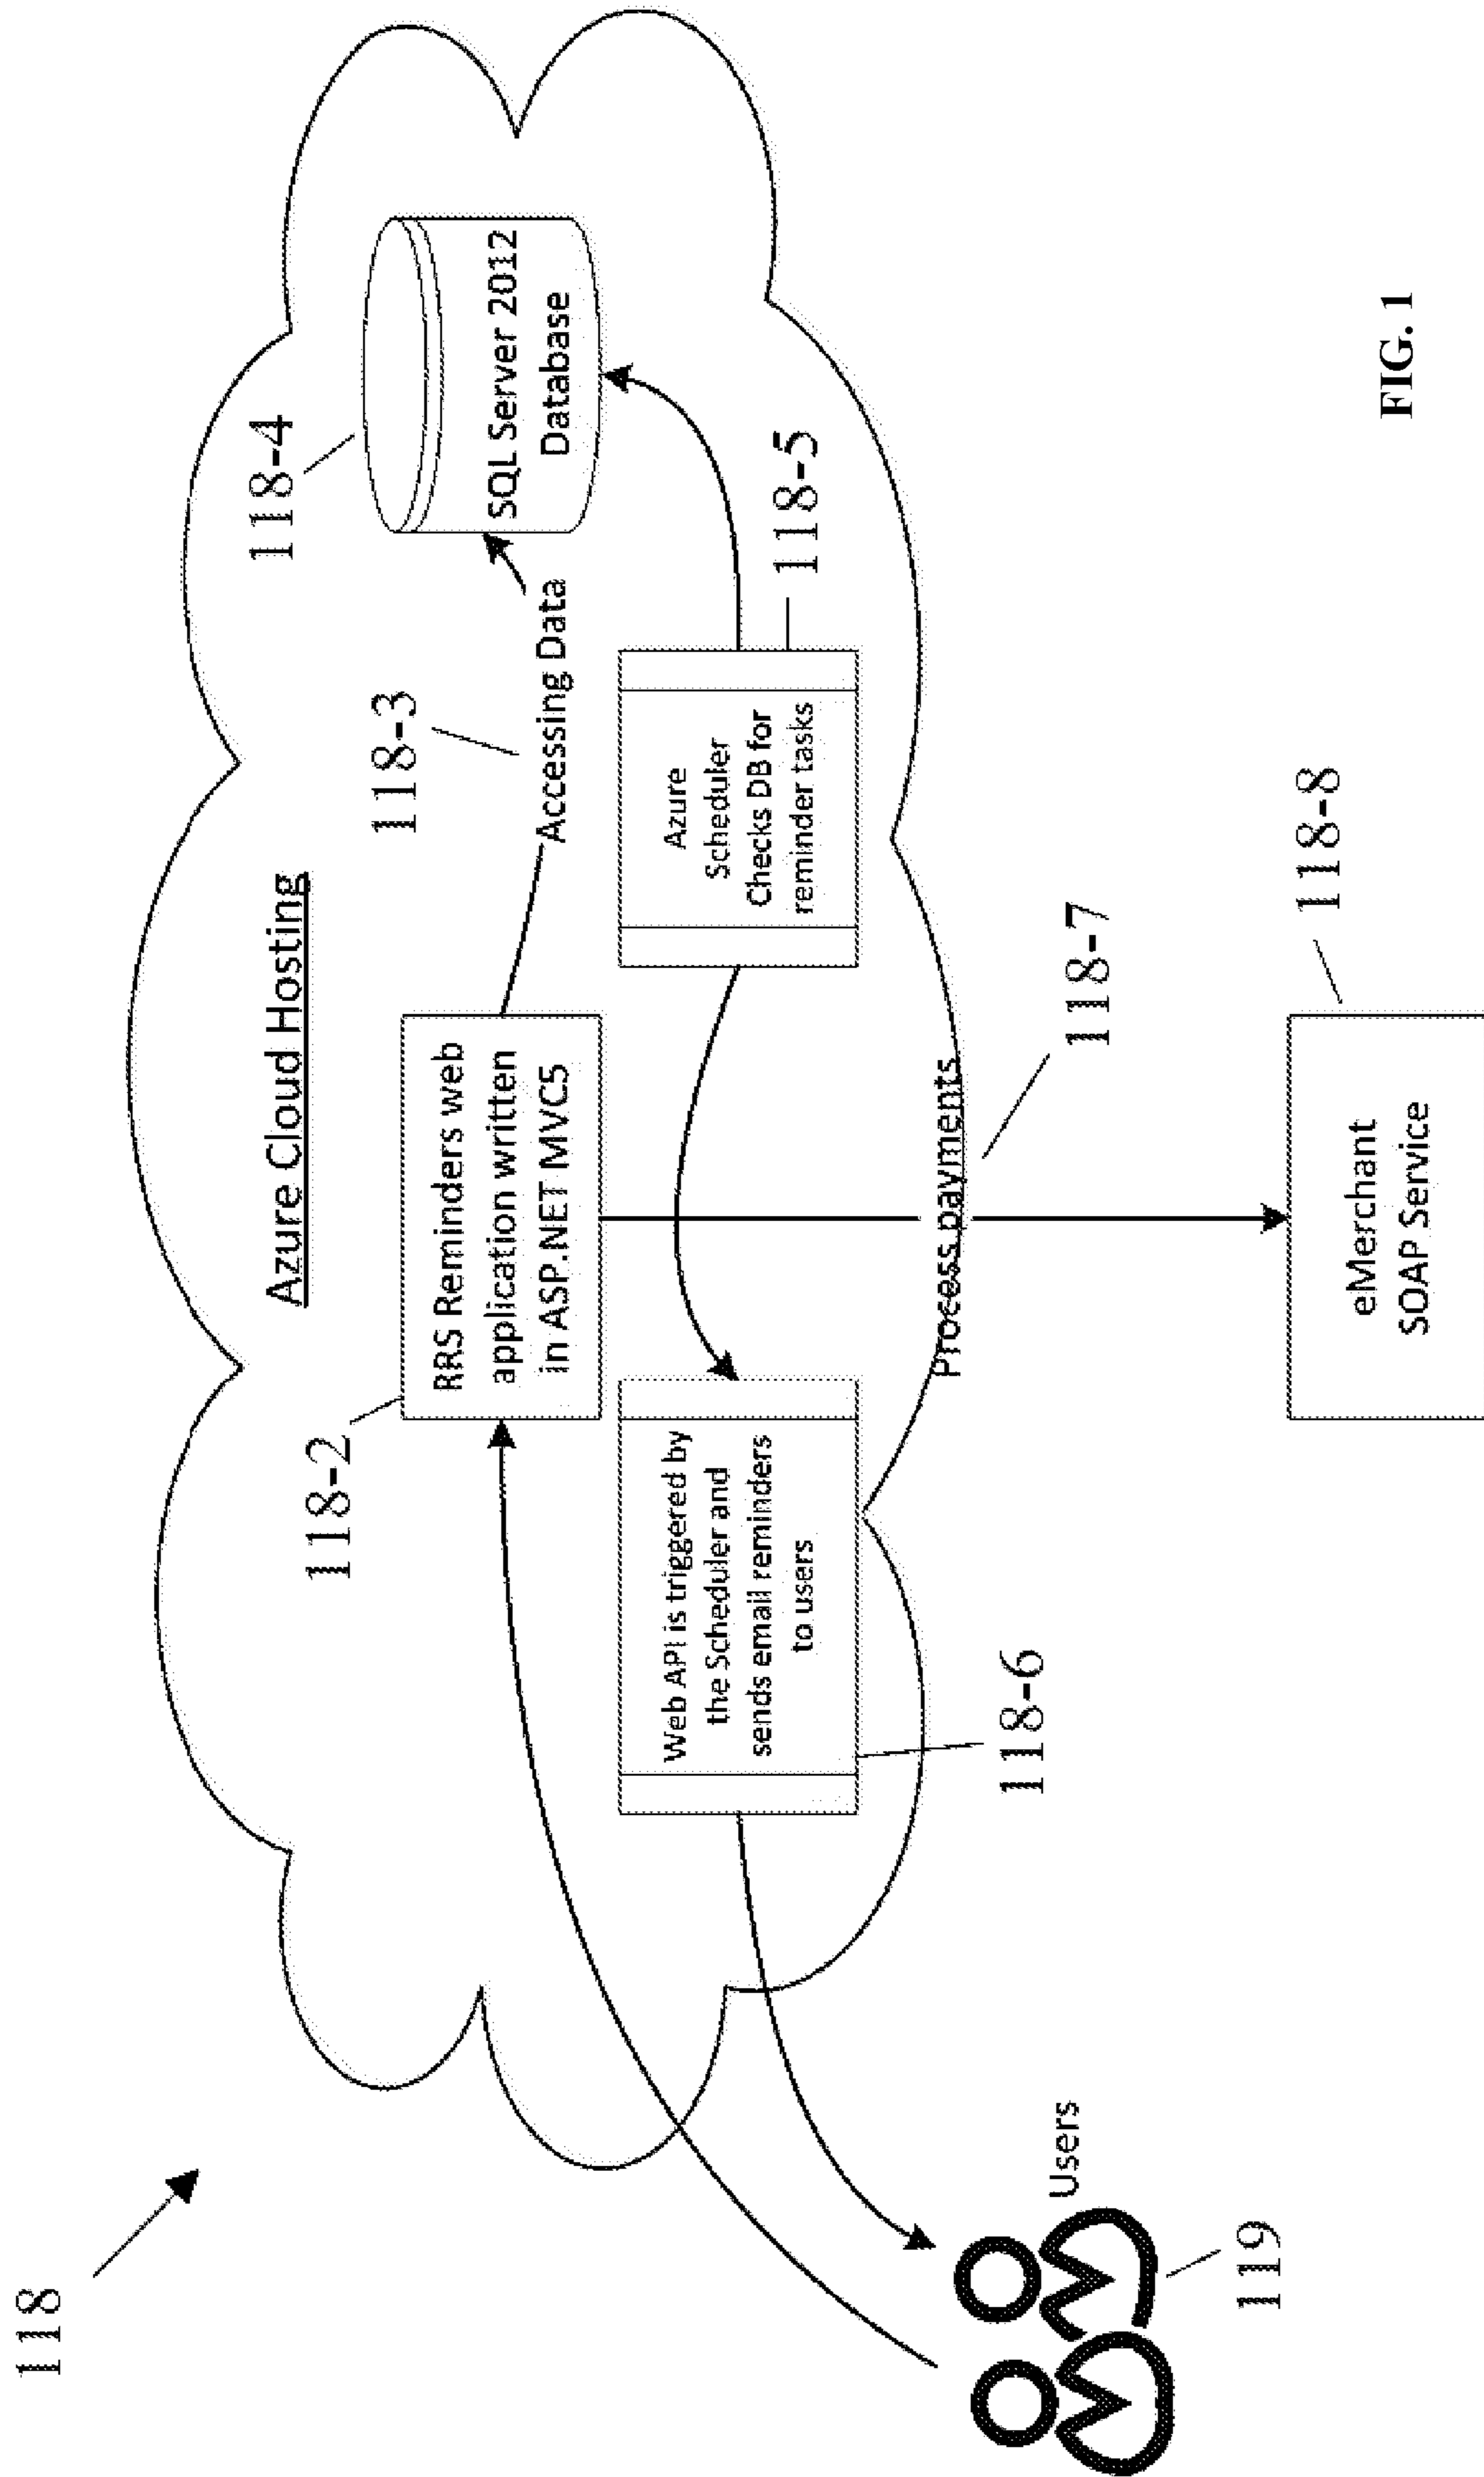 118
Azure Cloud Hosting
118-2
RRS Reminders web
application written
in ASP.NET MVC5
118-3
Accessing Data
118-4
SQL Server 2012
Database
Web API is triggered by
the Scheduler and
sends email reminders
to users
118-6
Azure
Scheduler
Checks DB for
reminder tasks
118-5
Process payments
118-7
Users
119
eMerchant
SOAP Service
118-8
FIG. 1